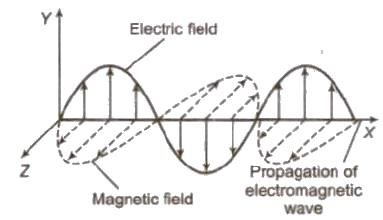 Y
Electric field
X
Z
Magnetic field
Propagation of
electromagnetic
wave